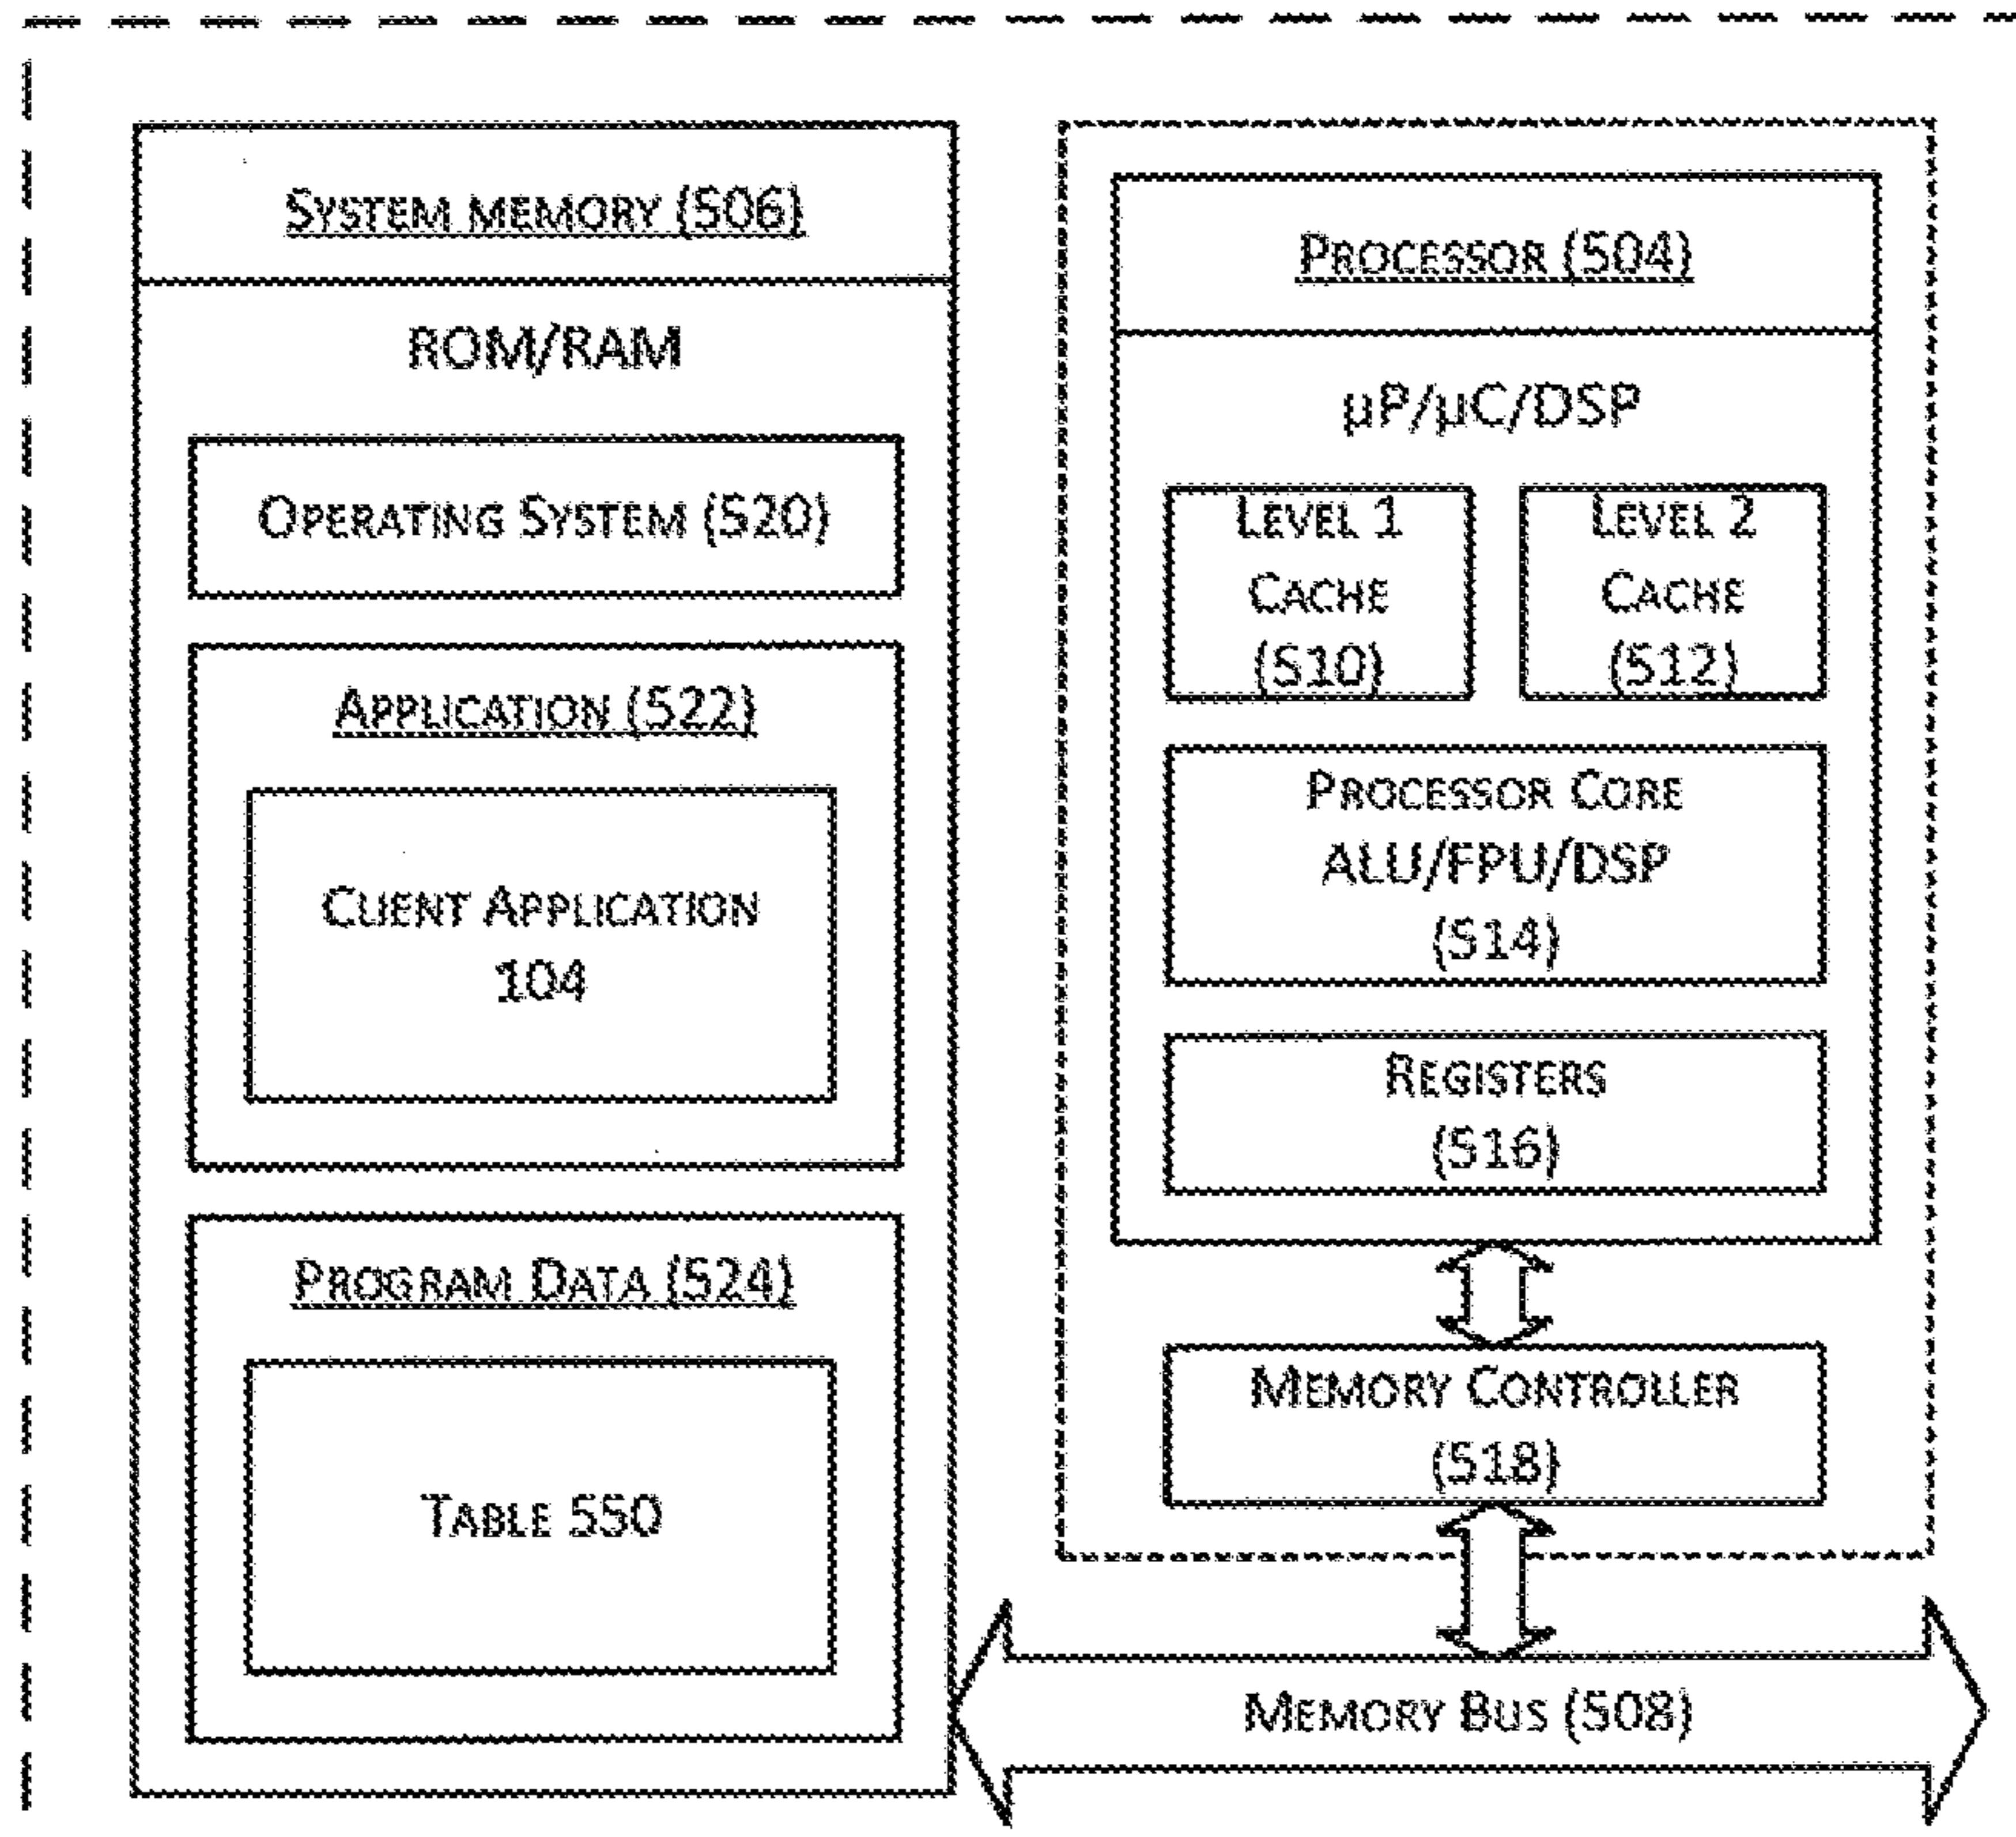 SYSTEM MEMORY (506)
ROM/RAM
OPERATING SYSTEM (520)
APPLICATION (522)
CLIENT APPLICATION
104
PROGRAM DATA (524)
TABLE 550
PROCESSOR (504)
µP/µC/DSP
LEVEL 1
CACHE
(510)
LEVEL 2
CACHE
(512)
PROCESSOR CORE
ALU/FPU/DSP
(514)
REGISTERS
(516)
MEMORY CONTROLLER
(518)
MEMORY BUS (508)